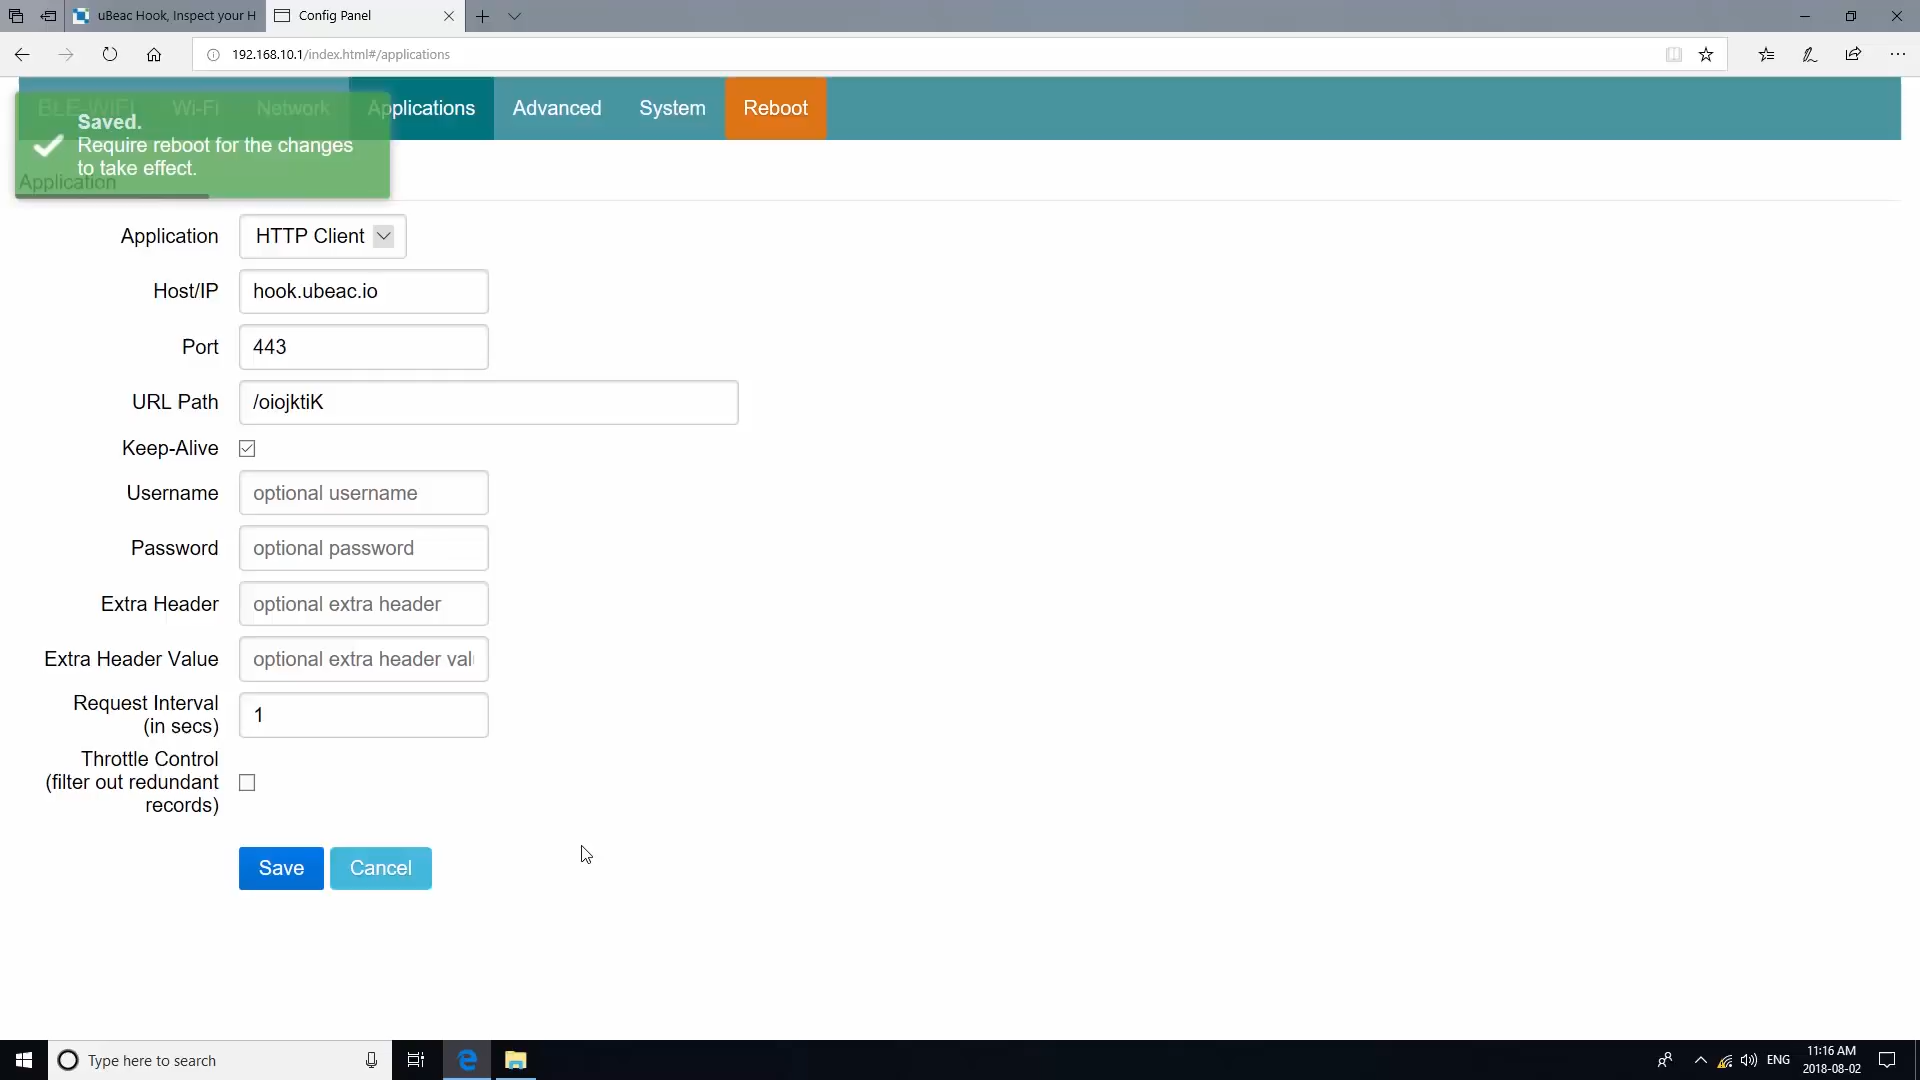 uBeac Hook, Inspect your H
Config Panel
192.168.10.1/index.html#/applications
BLE-WIFI
Wi-Fi
Network
Applications
Advanced
System
Reboot
Saved.
Require reboot for the changes
to take effect.
Application
Application
HTTP Client
Host/IP
hook.ubeac.io
Port
443
URL Path
/oiojktiK
Keep-Alive
Username
optional username
Password
optional password
Extra Header
optional extra header
Extra Header Value
optional extra header val
Request Interval
(in secs)
1
Throttle Control
(filter out redundant
records)
Save
Cancel
Type here to search
ENG
11:16 AM
2018-08-02